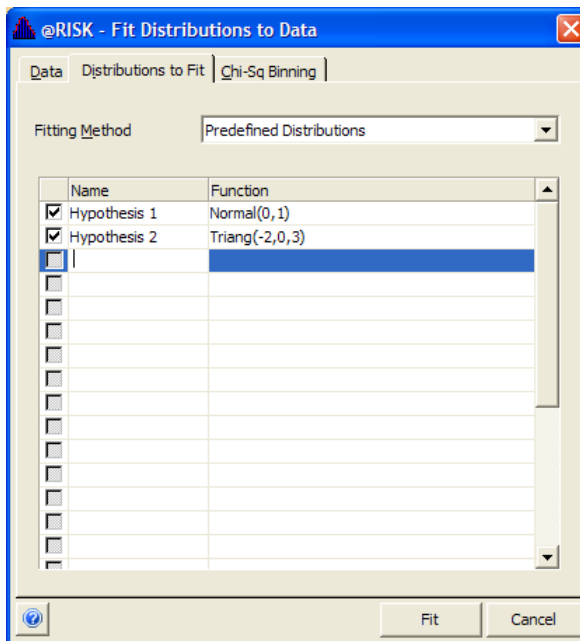 @RISK - Fit Distributions to Data
Data Distributions to Fit Chi-Sq Binning
Fitting Method Predefined Distributions
Name Function
Hypothesis 1 Normal(0,1)
Hypothesis 2 Triang(-2,0,3)
Fit Cancel